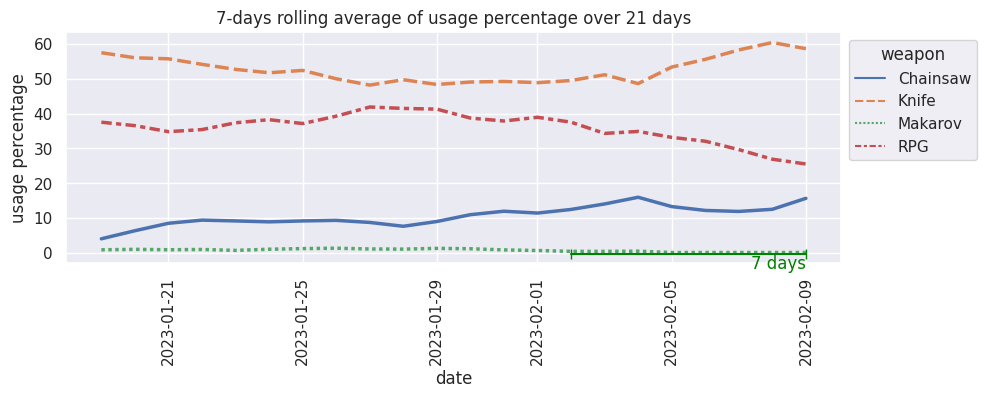 7-days rolling average of usage percentage over 21 days
usage percentage
60
50
40
30
20
10
0
7 days
2023-01-21
2023-01-25
2023-01-29
2023-02-01
2023-02-05
2023-02-09
date
weapon
Chainsaw
Knife
Makarov
RPG